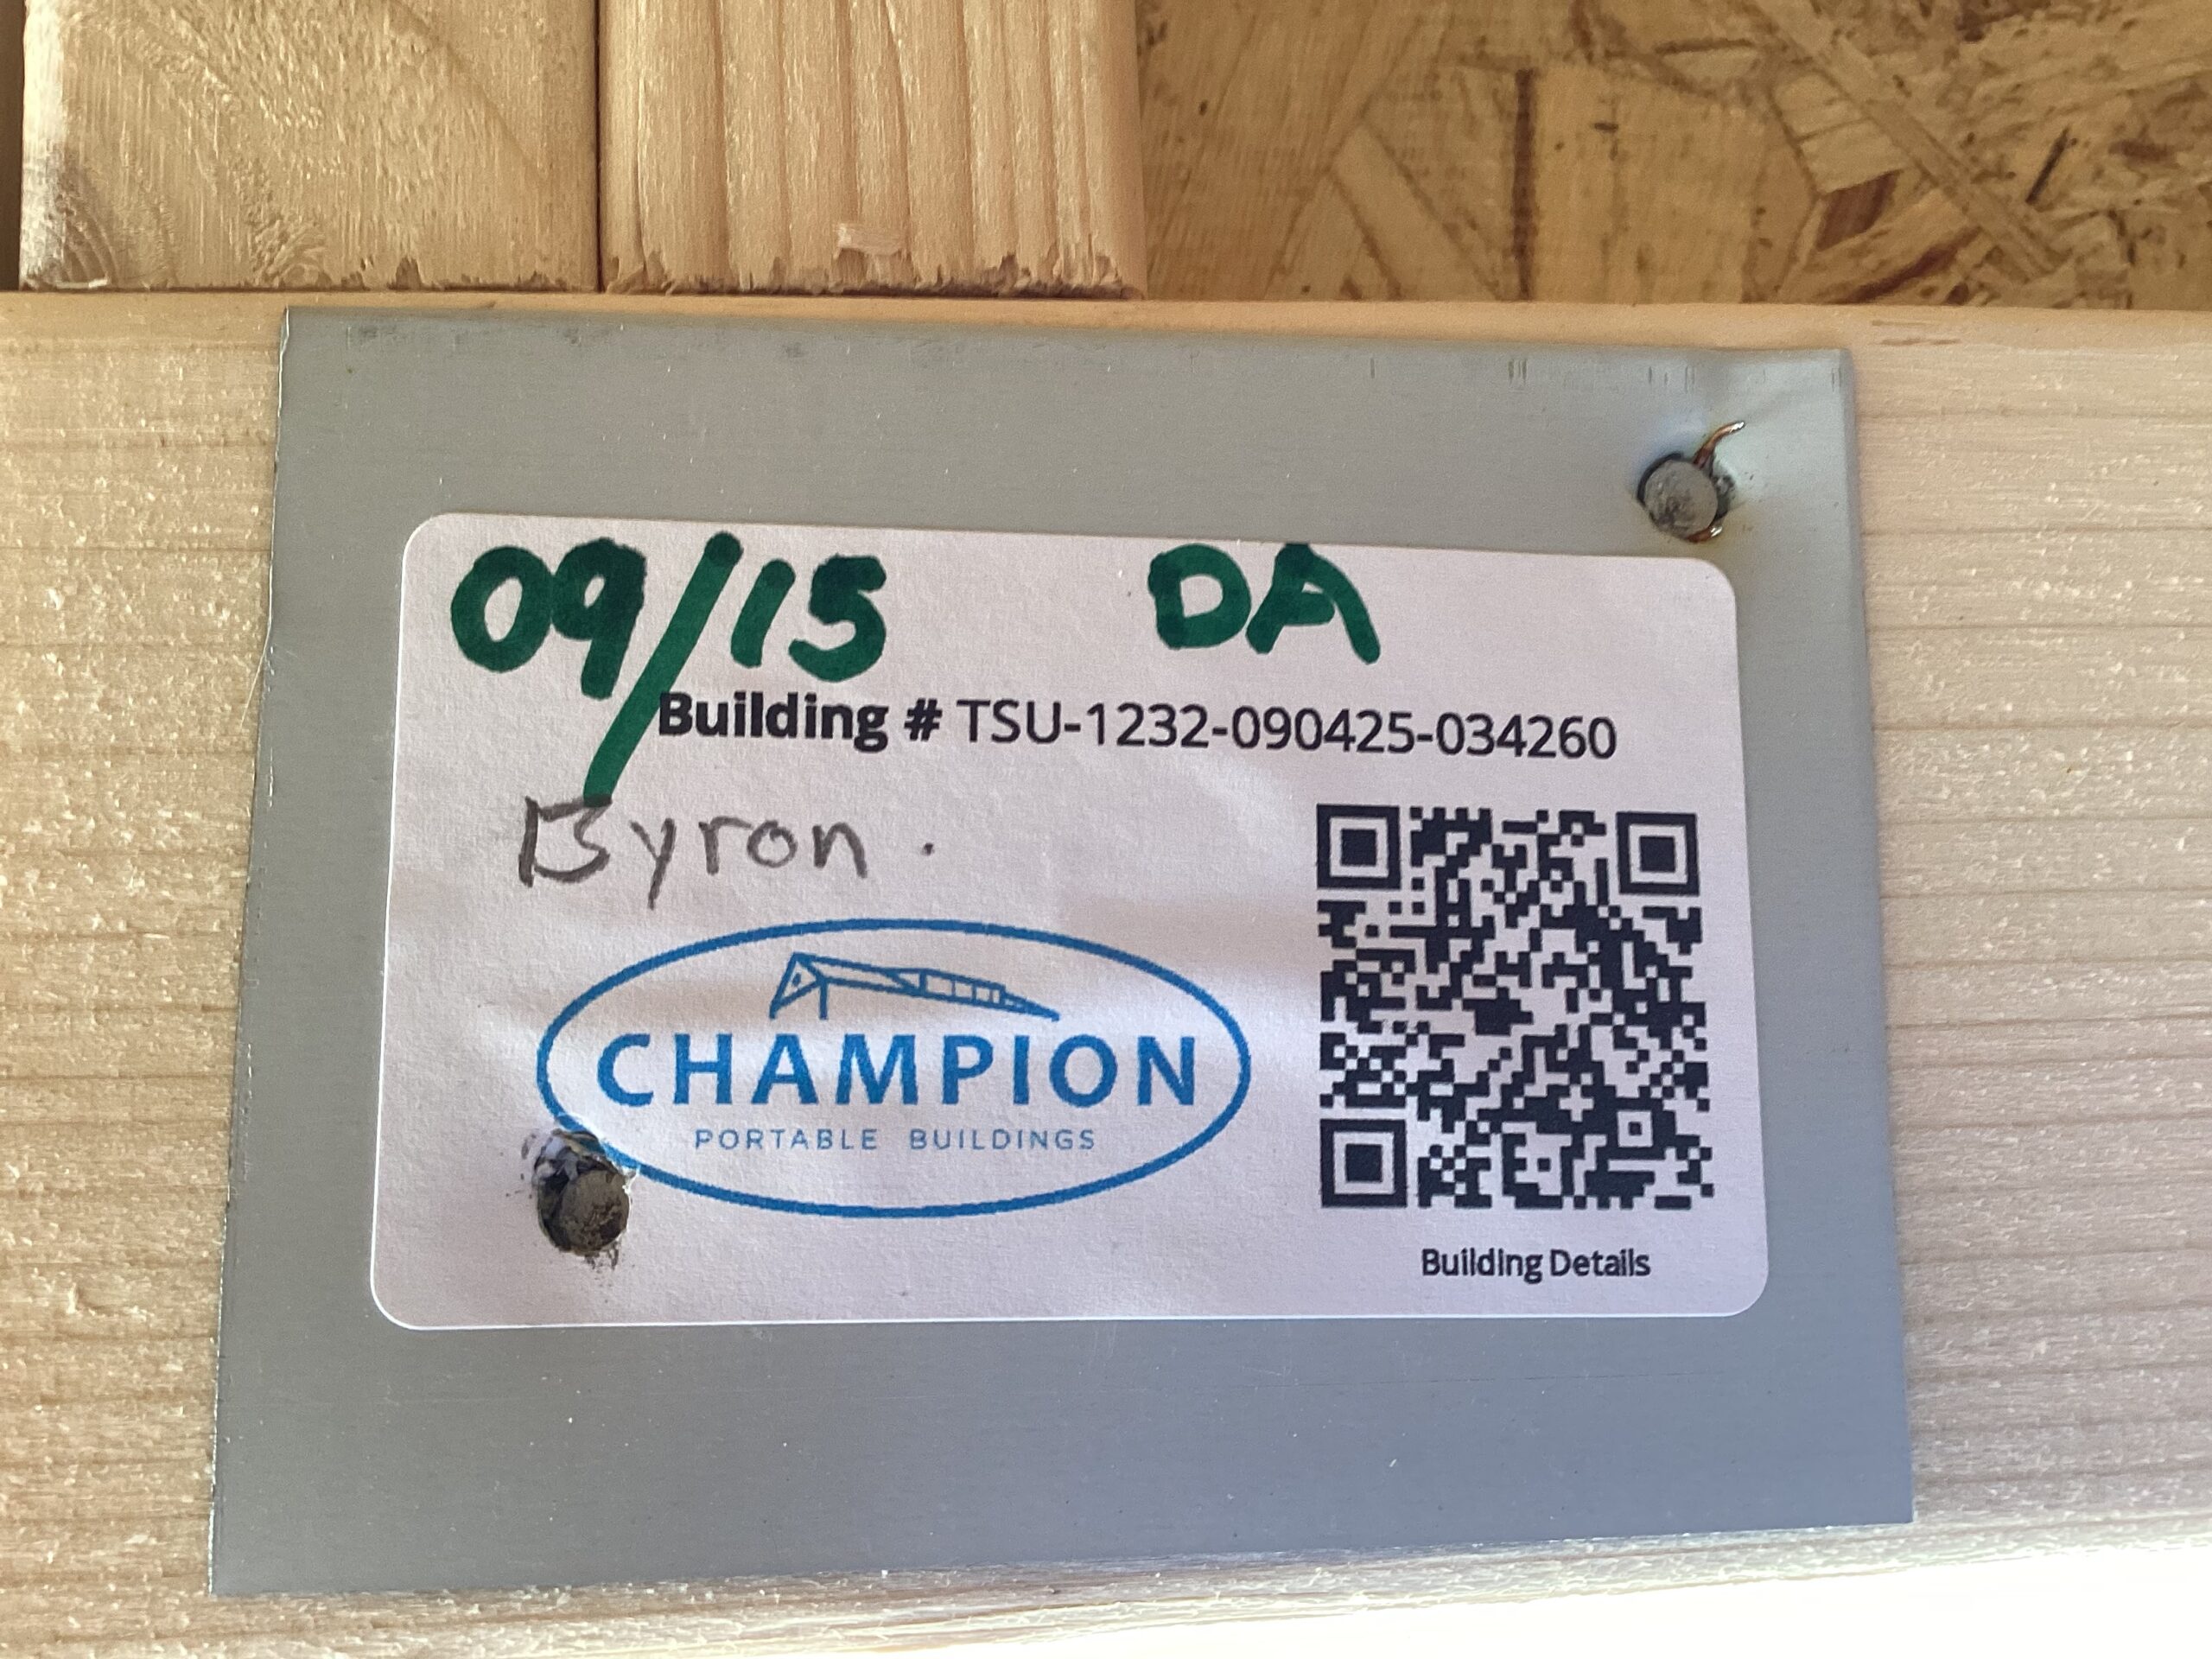 09/15 DA
Building # TSU-1232-090425-034260
Byron.
CHAMPION
PORTABLE BUILDINGS
Building Details